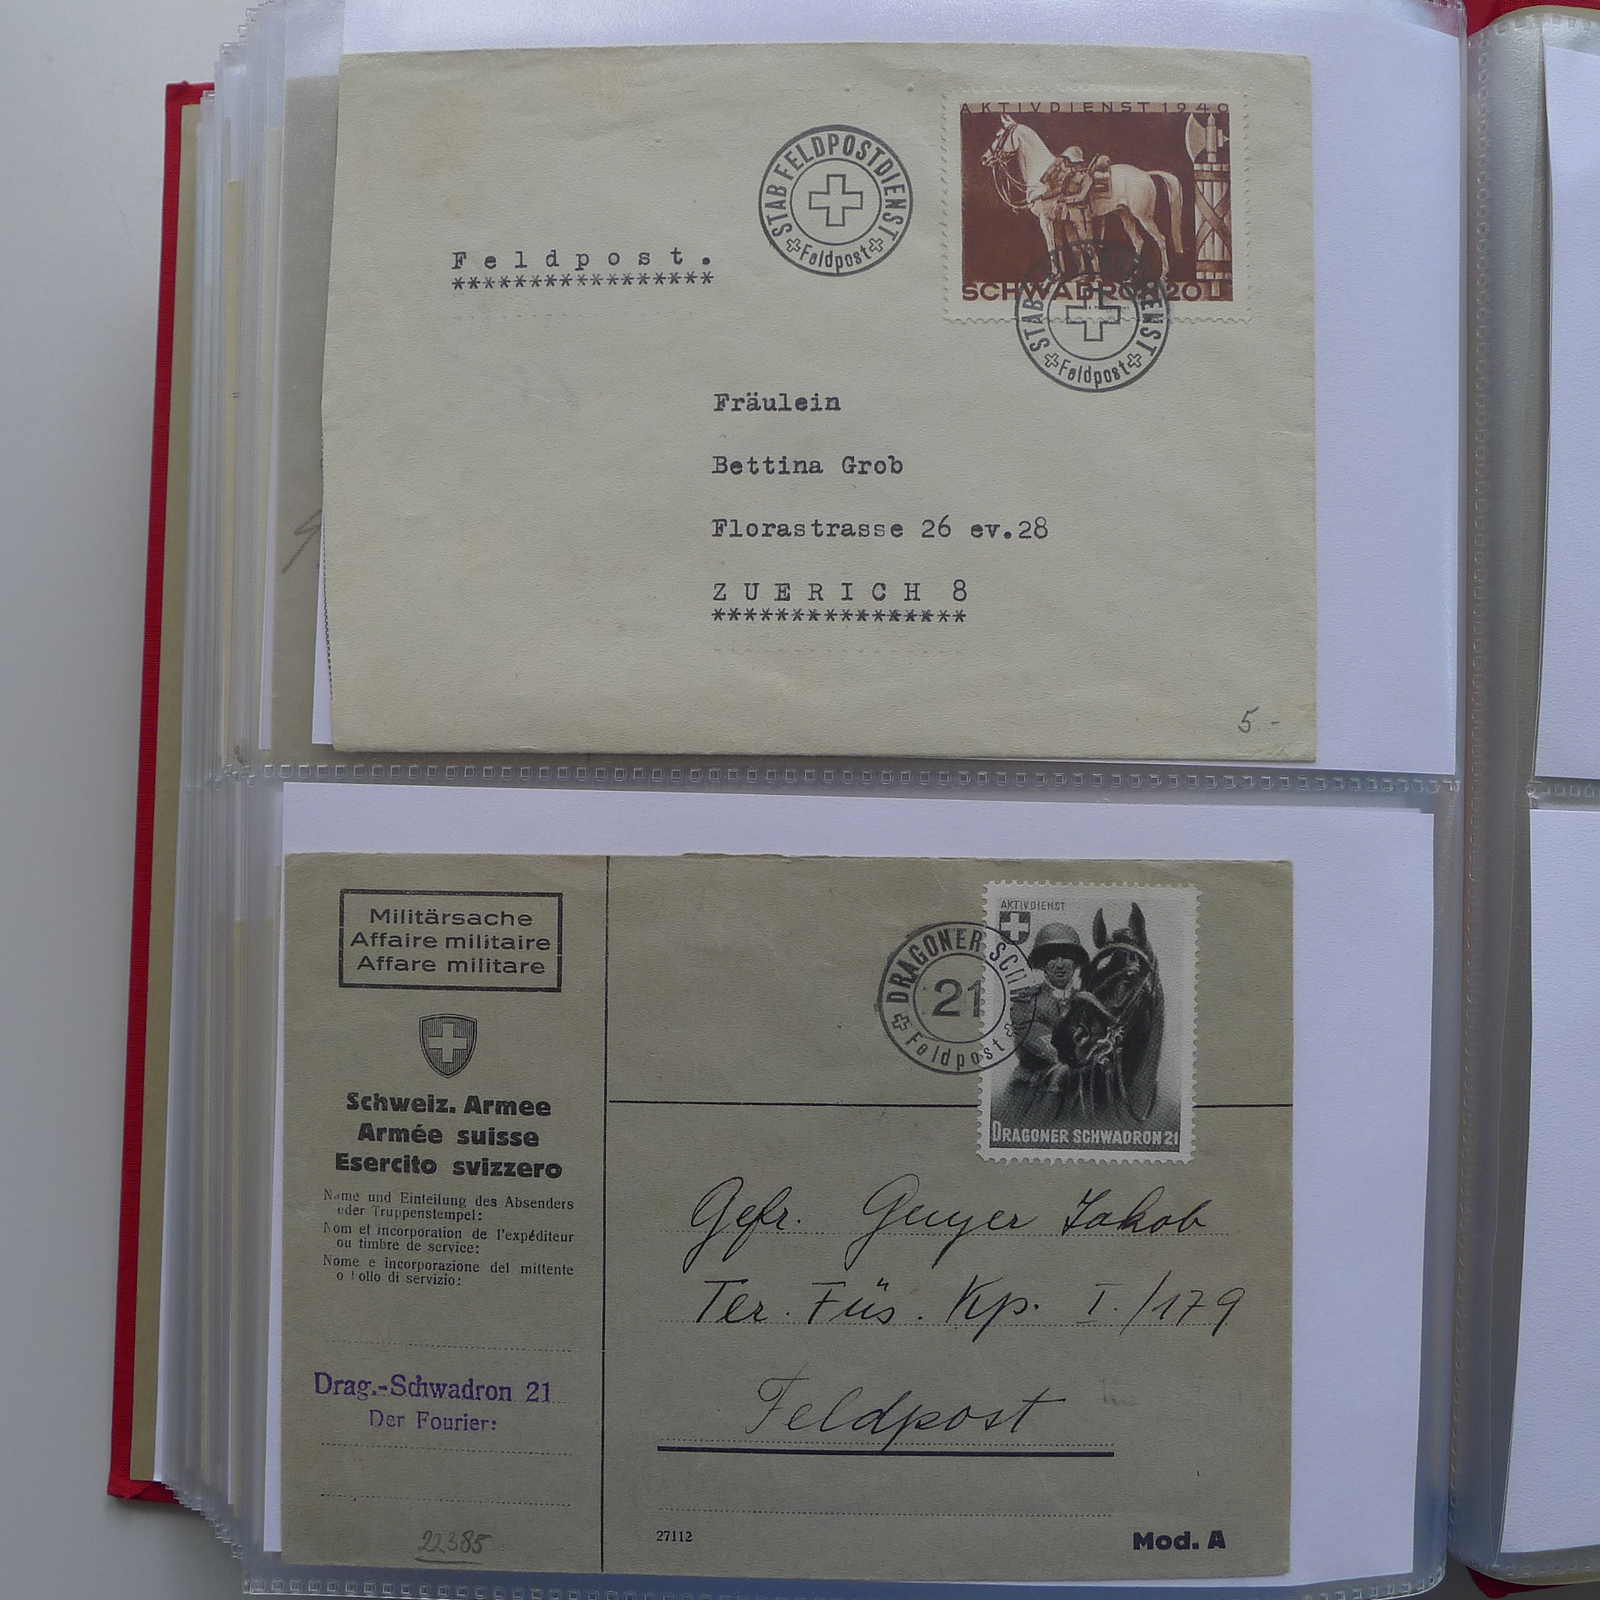 AKTIVDIENST 1940
SCHWADRON 20
STAB FELDPOSTDIENST
Feldpost
STAB
Feldpost
Feldpost.
****************
Fräulein
Bettina Grob
Florastrasse 26 ev.28
ZUERICH 8
****************
5.-
Militärsache
Affaire militaire
Affare militare
Schweiz. Armee
Armée suisse
Esercito svizzero
Name und Einteilung des Absenders
oder Truppenstempel:
Nom et incorporation de l'expéditeur
ou timbre de service:
Nome e incorporazione del mittente
o bollo di servizio:
Drag.-Schwadron 21
Der Fourier:
22385
DRAGONER SCHW
21
Feldpost
AKTIVDIENST
DRAGONER SCHWADRON 21
Gefr. Jakob
Ter. Füs. Kp. I./179
Feldpost
27112
Mod. A